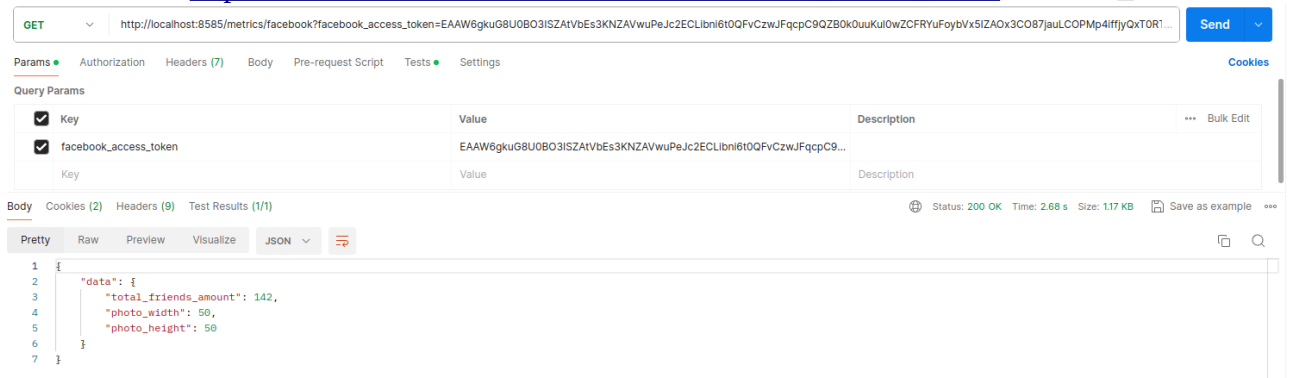 GET http://localhost:8585/metrics/facebook?facebook_access_token=EAAW6gkuG8U0BO3ISZAtVbEs3KNZAVwuPeJc2ECLibni6t0QFvCzwJFqcpC9QZB0k0uuKuI0wZCFRYuFoybVx5IZAOx3CO87jauLCOPMp4iffjyQxT0RT... Send
Params Authorization Headers (7) Body Pre-request Script Tests Settings Cookies
Query Params
Key Value Description ••• Bulk Edit
facebook_access_token EAAW6gkuG8U0BO3ISZAtVbEs3KNZAVwuPeJc2ECLibni6t0QFvCzwJFqcpC9...
Key Value Description
Body Cookies (2) Headers (9) Test Results (1/1) Status: 200 OK Time: 2.68 s Size: 1.17 KB Save as example
Pretty Raw Preview Visualize JSON
1 {
2 "data": {
3 "total_friends_amount": 142,
4 "photo_width": 50,
5 "photo_height": 50
6 }
7 }